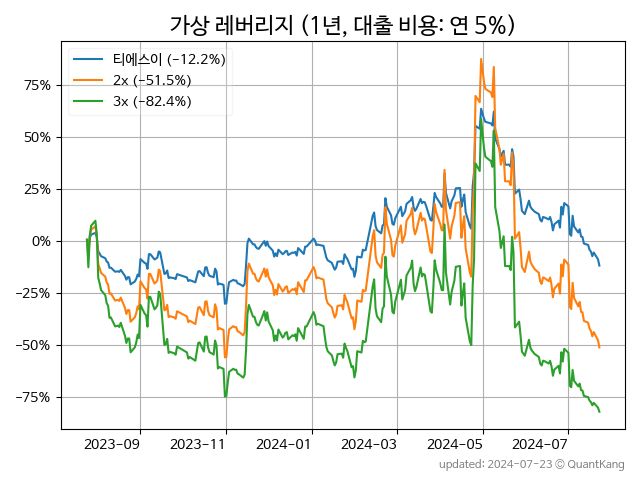 가상 레버리지 (1년, 대출 비용: 연 5%)
티에스이 (−12.2%)
2x (−51.5%)
3x (−82.4%)
75%
50%
25%
0%
−25%
−50%
−75%
2023-09 2023-11 2024-01 2024-03 2024-05 2024-07
updated: 2024-07-23 © QuantKang